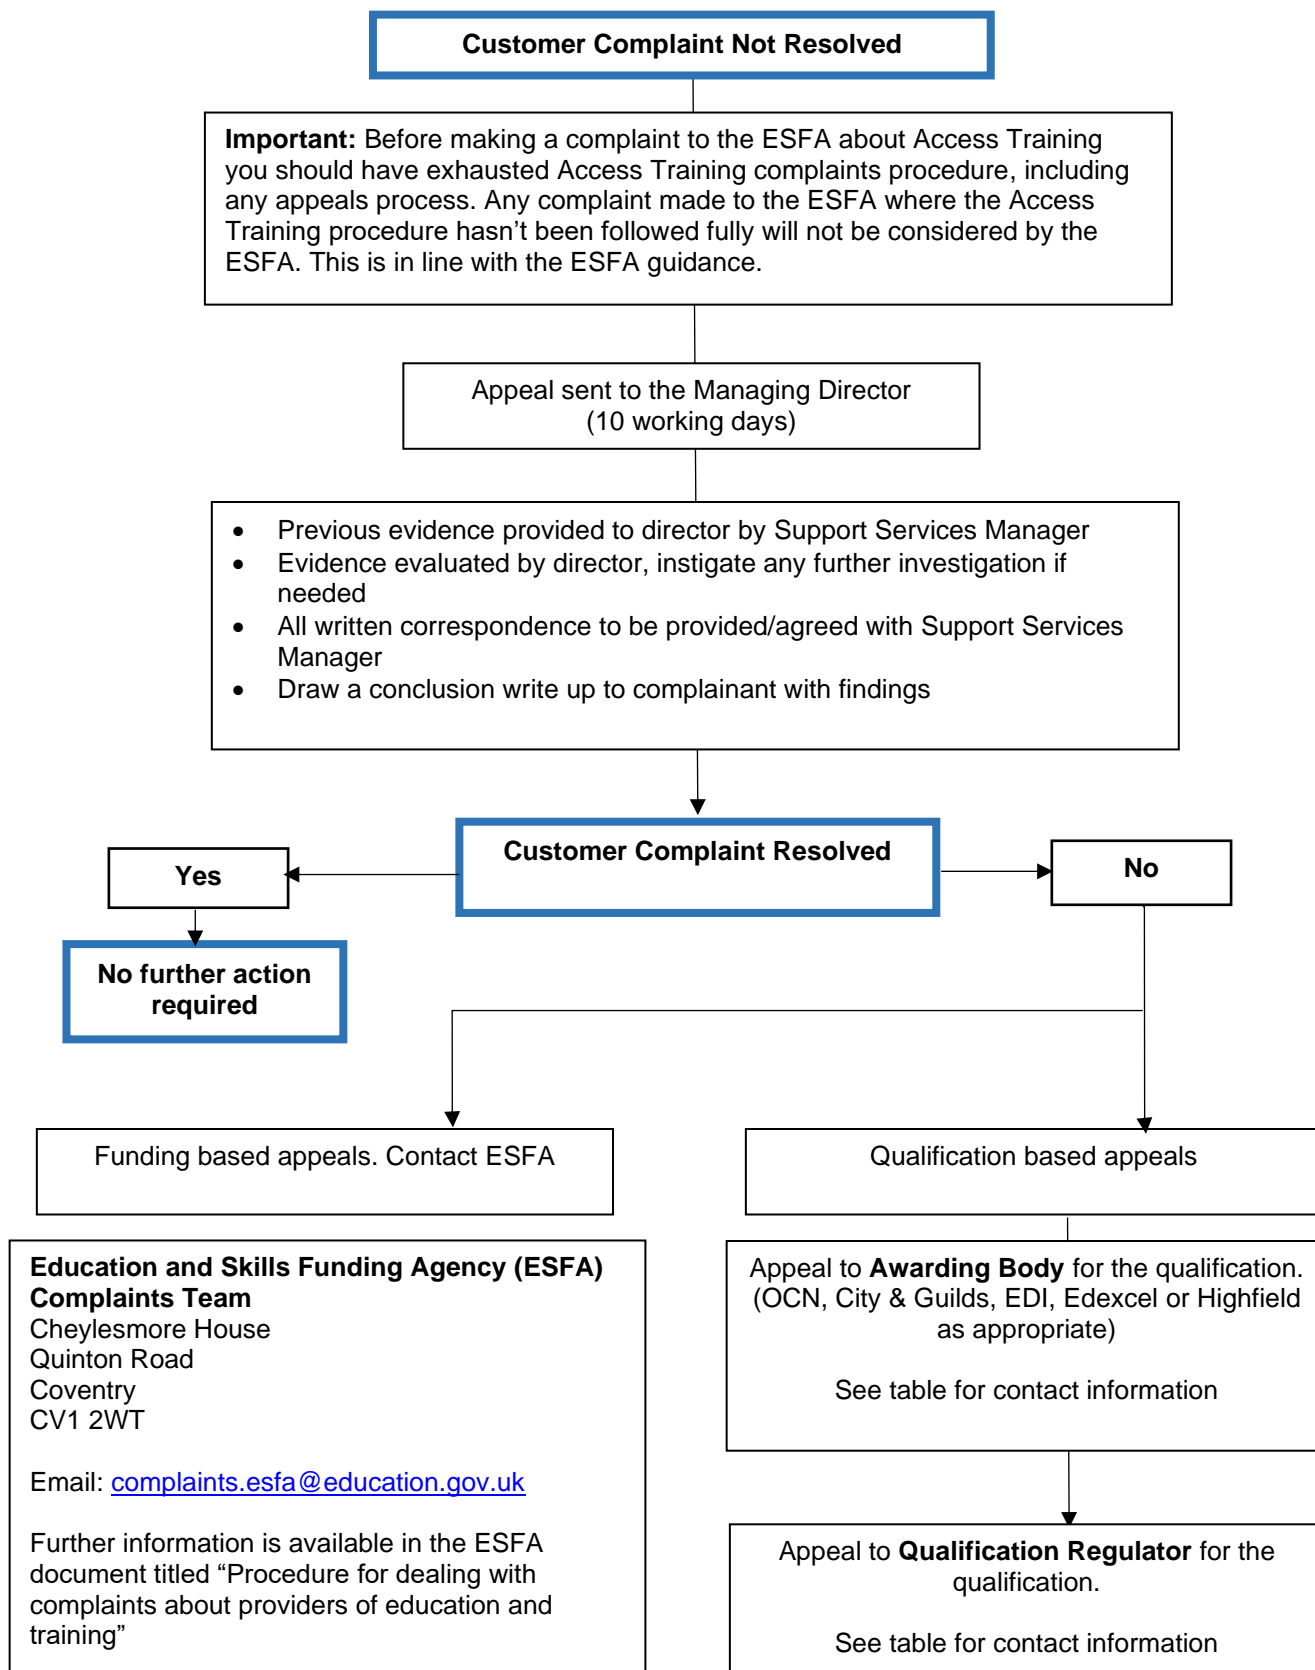 Customer Complaint Not Resolved
Important: Before making a complaint to the ESFA about Access Training
you should have exhausted Access Training complaints procedure, including
any appeals process. Any complaint made to the ESFA where the Access
Training procedure hasn’t been followed fully will not be considered by the
ESFA. This is in line with the ESFA guidance.
Appeal sent to the Managing Director
(10 working days)
• Previous evidence provided to director by Support Services Manager
• Evidence evaluated by director, instigate any further investigation if
needed
• All written correspondence to be provided/agreed with Support Services
Manager
• Draw a conclusion write up to complainant with findings
Customer Complaint Resolved
Yes
No
No further action
required
Funding based appeals. Contact ESFA
Qualification based appeals
Education and Skills Funding Agency (ESFA)
Complaints Team
Cheylesmore House
Quinton Road
Coventry
CV1 2WT
Email: complaints.esfa@education.gov.uk
Further information is available in the ESFA
document titled “Procedure for dealing with
complaints about providers of education and
training”
Appeal to Awarding Body for the qualification.
(OCN, City & Guilds, EDI, Edexcel or Highfield
as appropriate)
See table for contact information
Appeal to Qualification Regulator for the
qualification.
See table for contact information